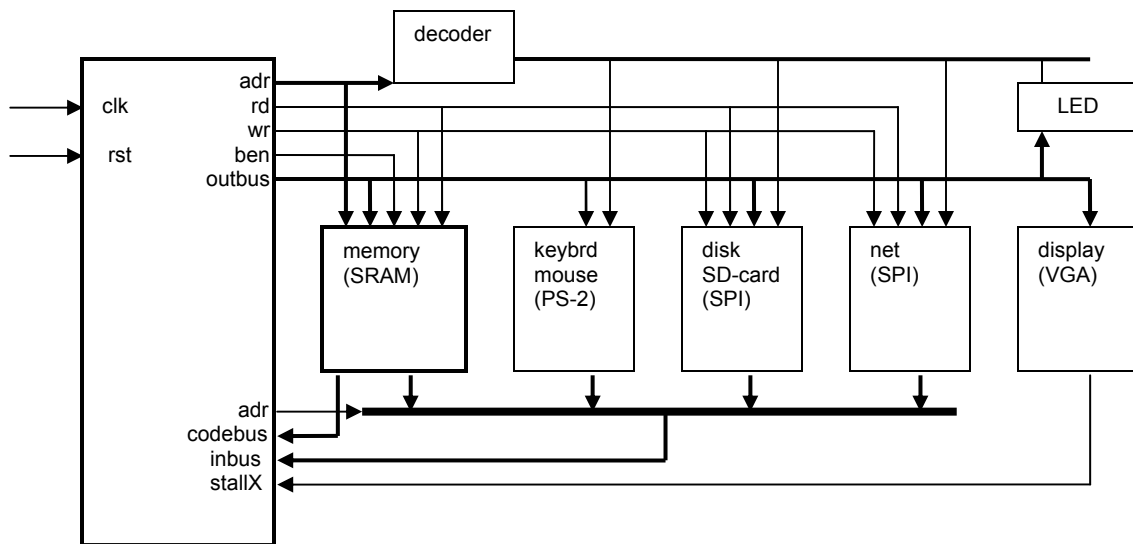 decoder
adr
clk
rd
LED
wr
rst
ben
outbus
memory
(SRAM)
keybrd
mouse
(PS-2)
disk
SD-card
(SPI)
net
(SPI)
display
(VGA)
adr
codebus
inbus
stallX